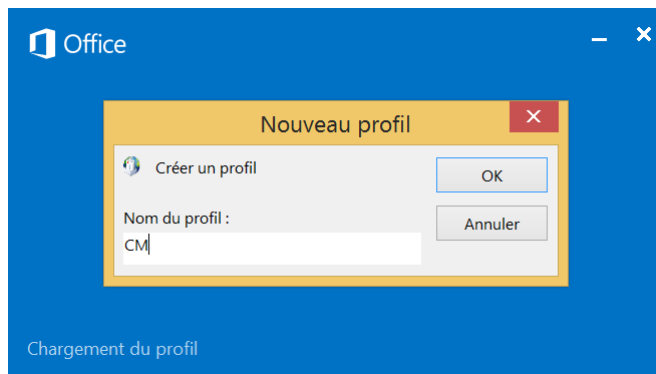 Office
Nouveau profil
Créer un profil
OK
Nom du profil :
Annuler
CM
Chargement du profil